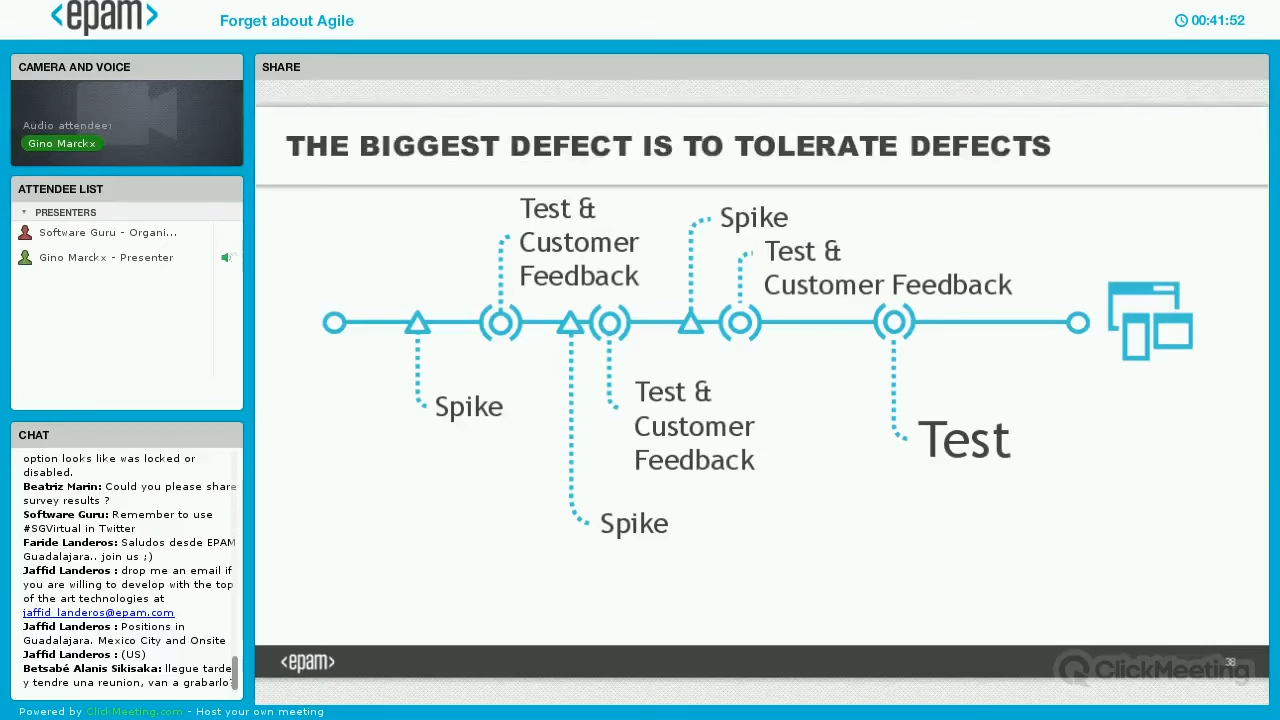 <epam>
Forget about Agile
00:41:52
CAMERA AND VOICE
Audio attendee:
Gino Marckx
ATTENDEE LIST
PRESENTERS
Software Guru - Organi...
Gino Marckx - Presenter
CHAT
option looks like was locked or
disabled.
Beatriz Marin: Could you please share
survey results ?
Software Guru: Remember to use
#SGVirtual in Twitter
Faride Landeros: Saludos desde EPAM
Guadalajara.. join us ;)
Jaffid Landeros : drop me an email if
you are willing to develop with the top
of the art technologies at
jaffid_landeros@epam.com
Jaffid Landeros : Positions in
Guadalajara. Mexico City and Onsite
Jaffid Landeros : (US)
Betsabé Alanis Sikisaka: llegue tarde
y tendre una reunion, van a grabarlo?
SHARE
THE BIGGEST DEFECT IS TO TOLERATE DEFECTS
Test &
Customer
Feedback
Spike
Test &
Customer Feedback
Spike
Test &
Customer
Feedback
Test
Spike
<epam>
38
ClickMeeting
Powered by ClickMeeting.com - Host your own meeting